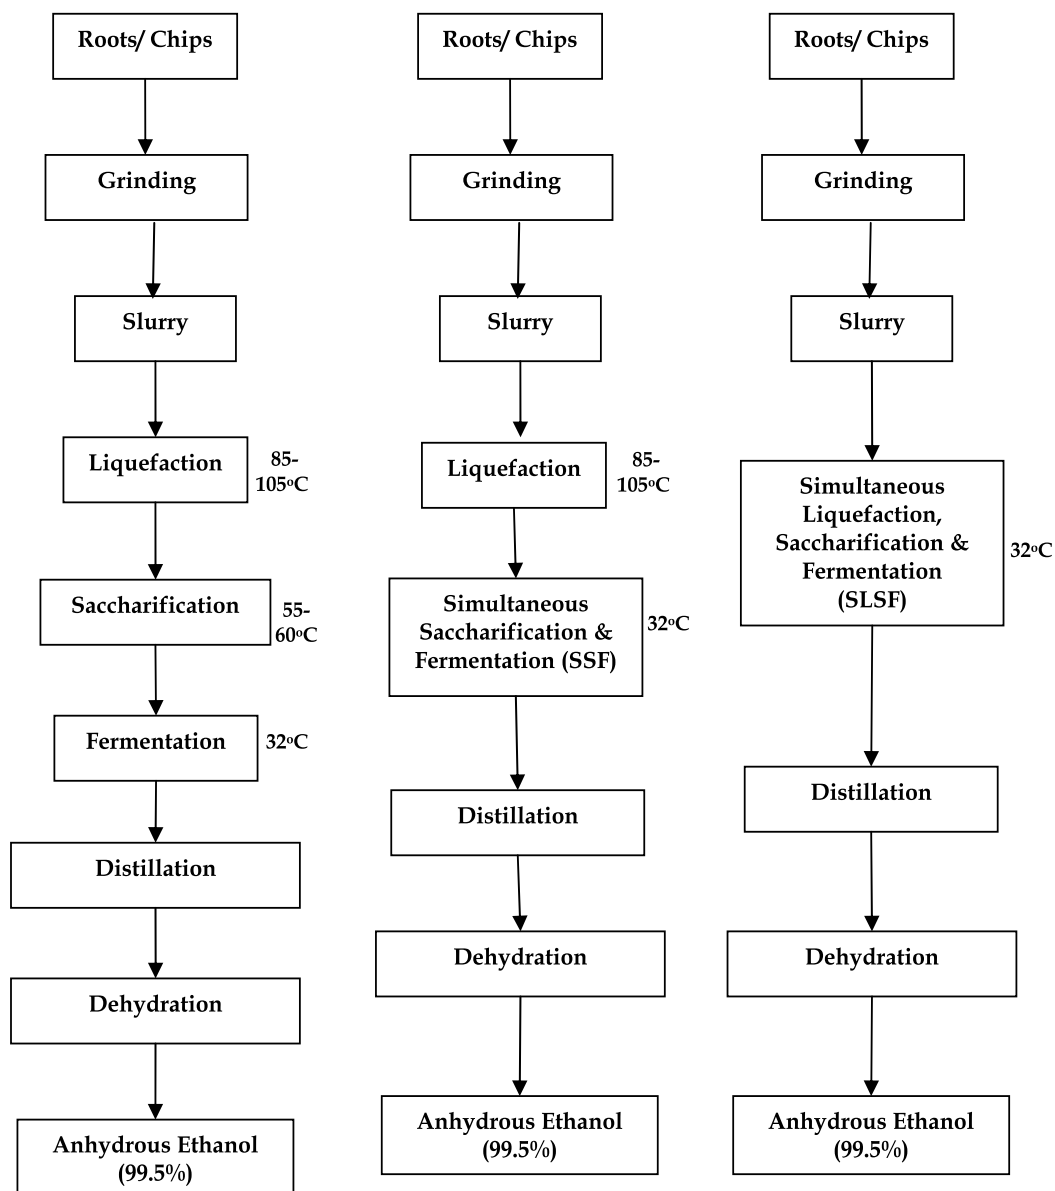 Roots/ Chips
Grinding
Slurry
Liquefaction
85-
105ºC
Saccharification
55-
60ºC
Fermentation
32ºC
Distillation
Dehydration
Anhydrous Ethanol
(99.5%)
Roots/ Chips
Grinding
Slurry
Liquefaction
85-
105ºC
Simultaneous
Saccharification &
Fermentation (SSF)
32ºC
Distillation
Dehydration
Anhydrous Ethanol
(99.5%)
Roots/ Chips
Grinding
Slurry
Simultaneous
Liquefaction,
Saccharification &
Fermentation
(SLSF)
32ºC
Distillation
Dehydration
Anhydrous Ethanol
(99.5%)